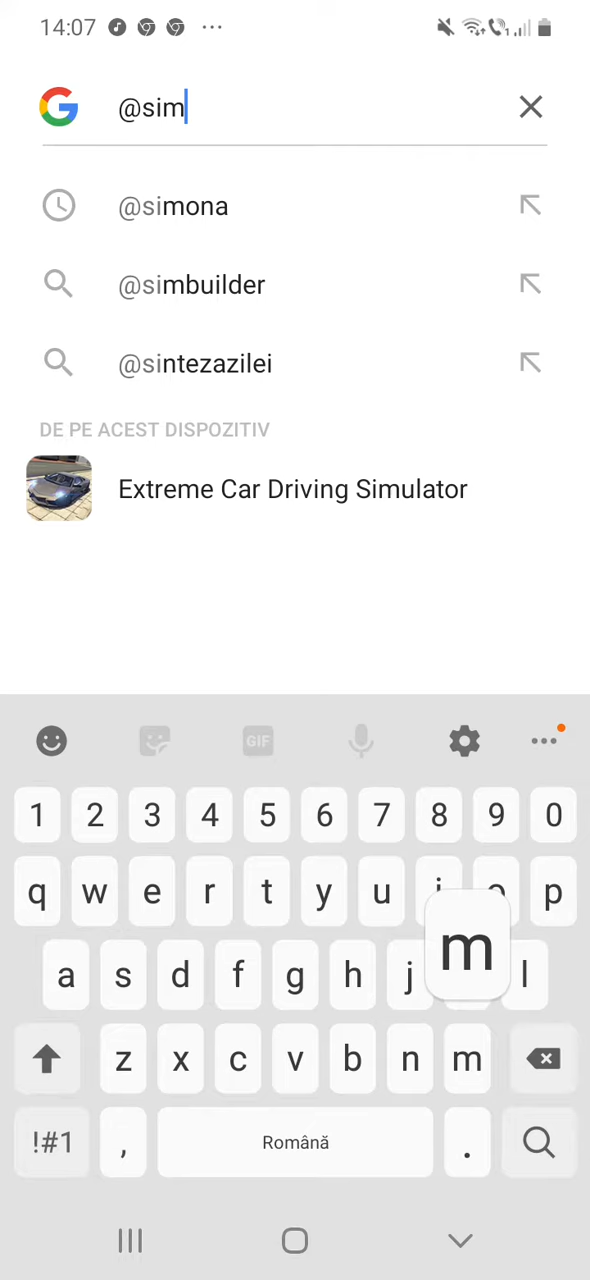 14:07
@sim
@simona
@simbuilder
@sintezazilei
DE PE ACEST DISPOZITIV
Extreme Car Driving Simulator
GIF
1 2 3 4 5 6 7 8 9 0
q w e r t y u i o p
a s d f g h j m l
z x c v b n m
!#1 , Română .